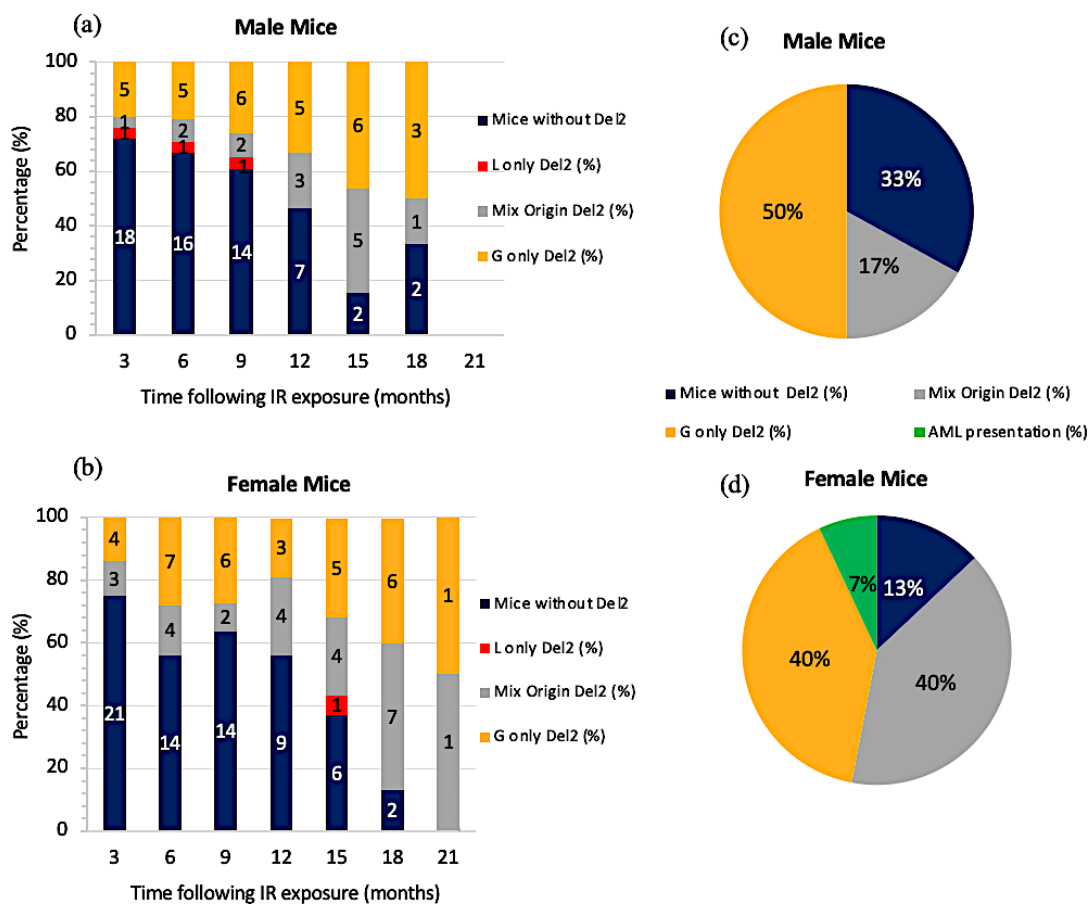 (a)
Male Mice
Percentage (%)
100
80
60
40
20
0
5 5 6 5 6 3
1 2 2 3 5 1
1 1 1
18 16 14 7 2 2
3 6 9 12 15 18 21
Time following IR exposure (months)
Mice without Del2
L only Del2 (%)
Mix Origin Del2 (%)
G only Del2 (%)
(c)
Male Mice
33%
50%
17%
Mice without Del2 (%)
Mix Origin Del2 (%)
G only Del2 (%)
AML presentation (%)
(b)
Female Mice
Percentage (%)
100
80
60
40
20
0
4 7 6 3 5 6 1
3 4 2 4 4 7 1
1
21 14 14 9 6 2
3 6 9 12 15 18 21
Time following IR exposure (months)
Mice without Del2
L only Del2 (%)
Mix Origin Del2 (%)
G only Del2 (%)
(d)
Female Mice
7%
13%
40%
40%